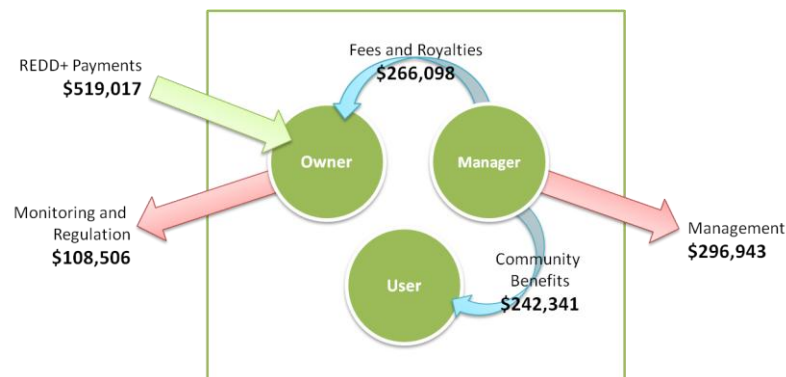 Fees and Royalties
$266,098
REDD+ Payments
$519,017
Owner
Manager
Monitoring and
Regulation
$108,506
Management
$296,943
Community
Benefits
$242,341
User